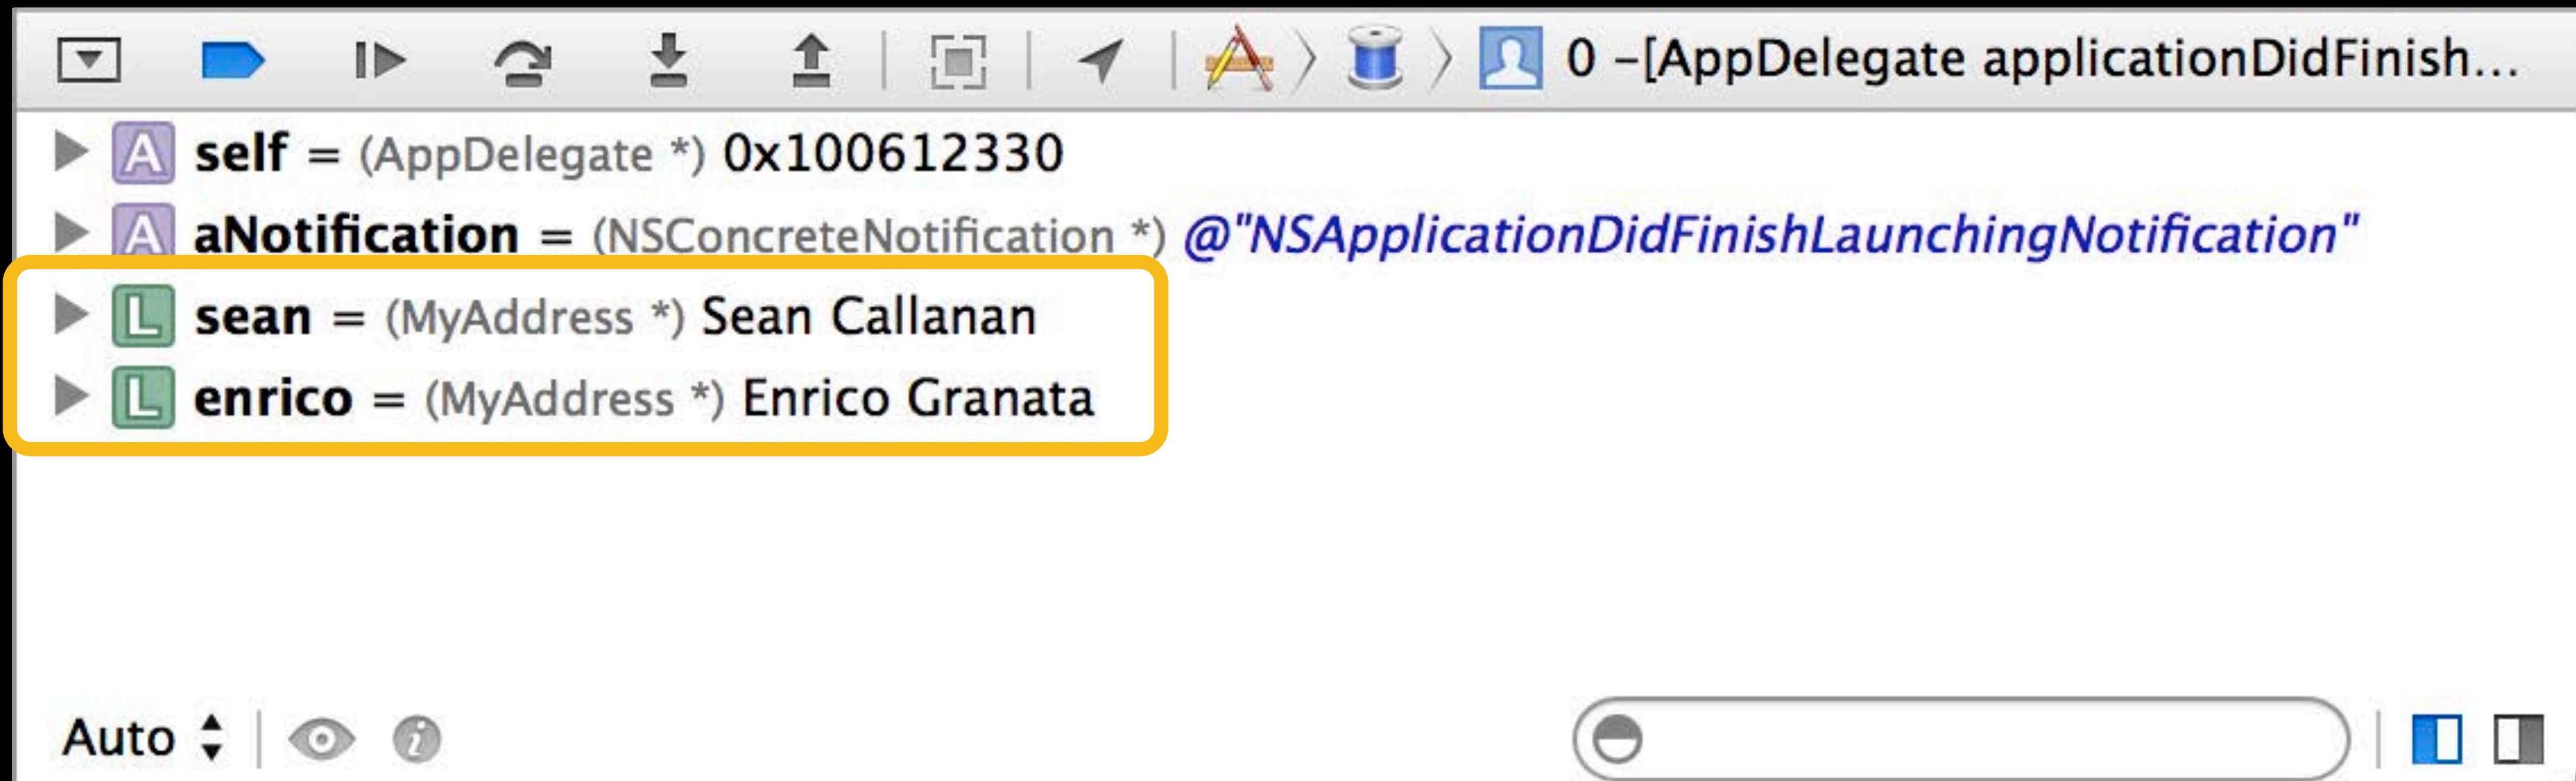 0 -[AppDelegate applicationDidFinish...
A self = (AppDelegate *) 0x100612330
A aNotification = (NSConcreteNotification *) @"NSApplicationDidFinishLaunchingNotification"
L sean = (MyAddress *) Sean Callanan
L enrico = (MyAddress *) Enrico Granata
Auto